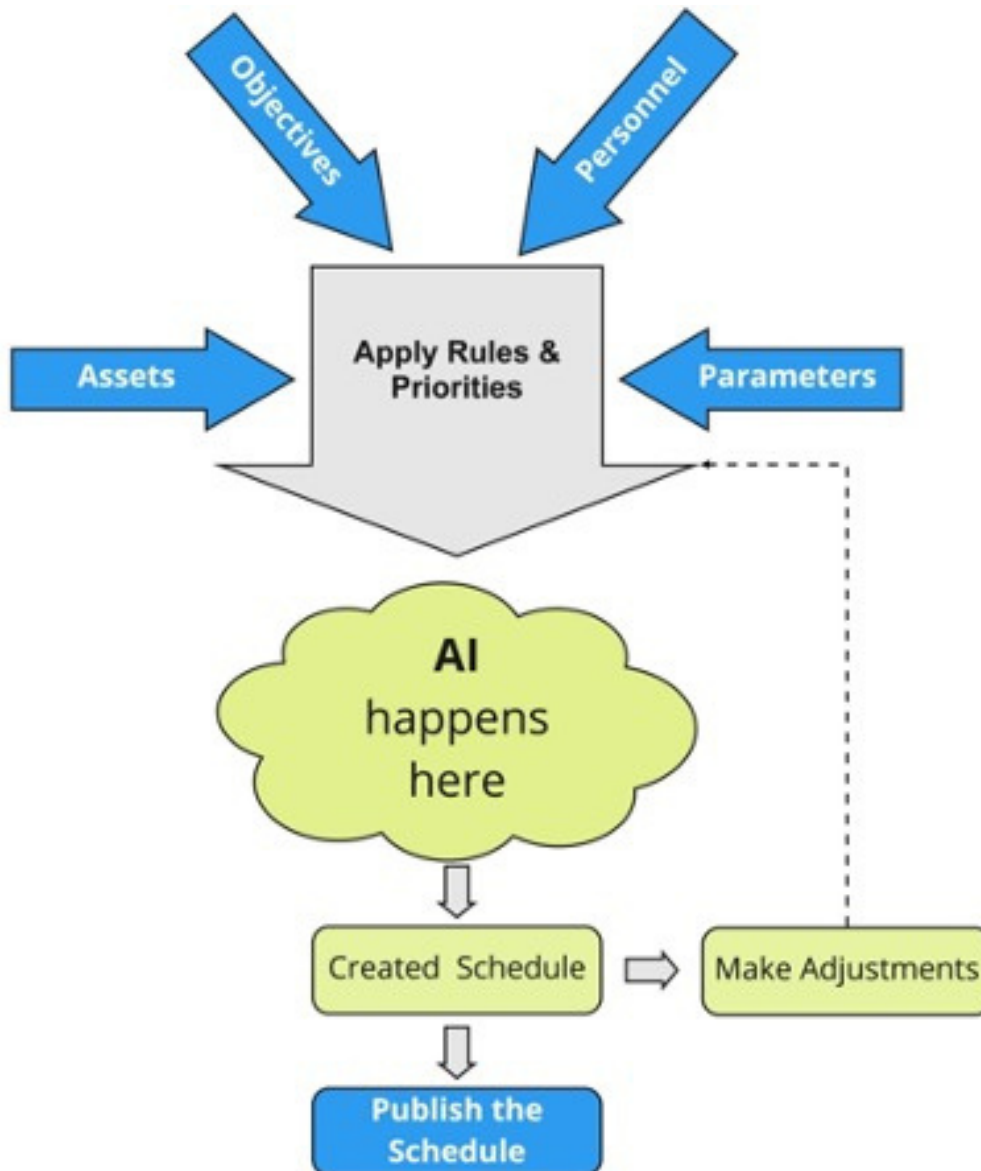 Objectives
Personnel
Apply Rules &
Priorities
Assets
Parameters
AI
happens
here
Created Schedule
Make Adjustments
Publish the
Schedule